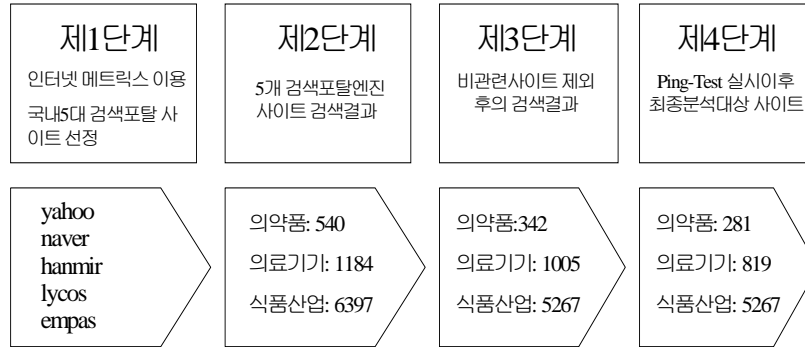 제1단계
인터넷 메트릭스 이용
국내5대 검색포탈 사
이트 선정
제2단계
5개 검색포탈엔진
사이트 검색결과
제3단계
비관련사이트 제외
후의 검색결과
제4단계
Ping-Test 실시이후
최종분석대상 사이트
yahoo
naver
hanmir
lycos
empas
의약품: 540
의료기기: 1184
식품산업: 6397
의약품:342
의료기기: 1005
식품산업: 5267
의약품: 281
의료기기: 819
식품산업: 5267